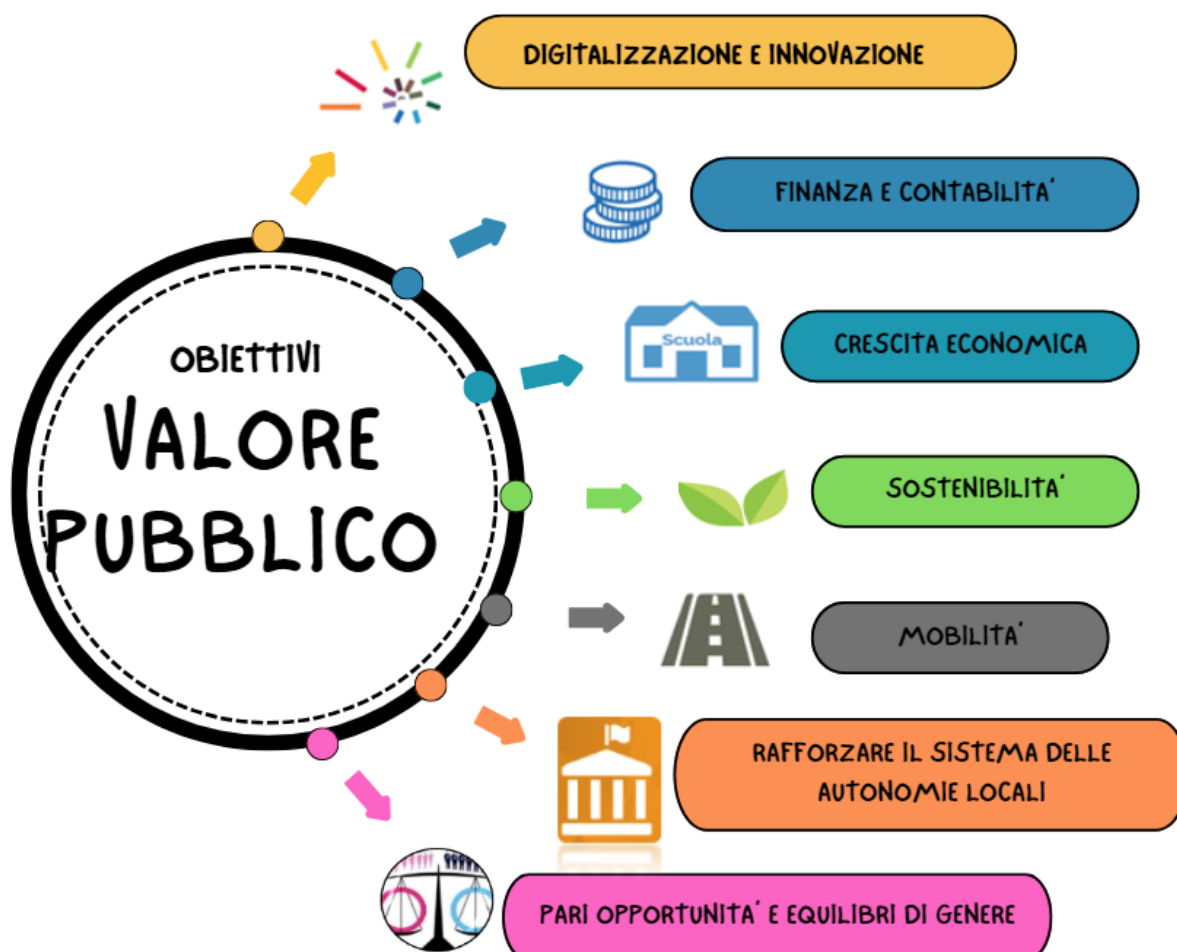 DIGITALIZZAZIONE E INNOVAZIONE
FINANZA E CONTABILITA'
Scuola
CRESCITA ECONOMICA
OBIETTIVI
VALORE
PUBBLICO
SOSTENIBILITA'
MOBILITA'
RAFFORZARE IL SISTEMA DELLE
AUTONOMIE LOCALI
PARI OPPORTUNITA' E EQUILIBRI DI GENERE